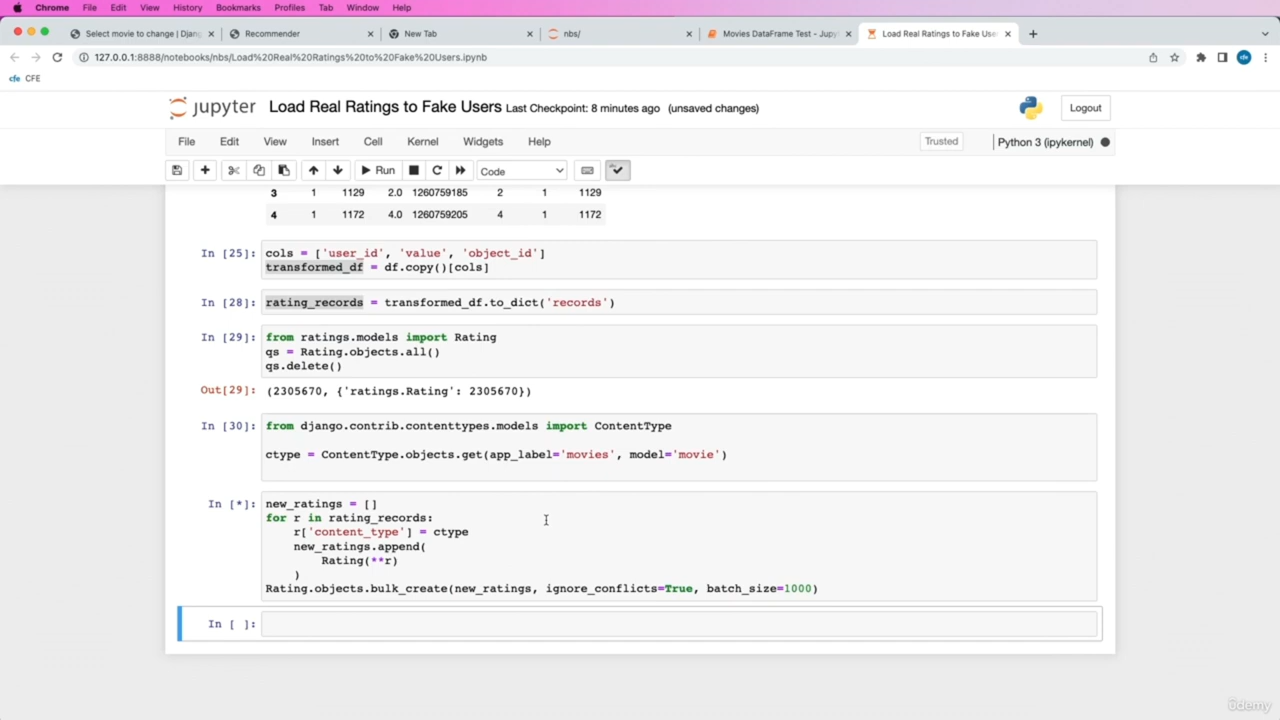 Chrome File Edit View History Bookmarks Profiles Tab Window Help
Select movie to change | Djang Recommender New Tab nbs/ Movies DataFrame Test - Jupyt Load Real Ratings to Fake Use
127.0.0.1:8888/notebooks/nbs/Load%20Real%20Ratings%20to%20Fake%20Users.ipynb
cfe CFE
jupyter Load Real Ratings to Fake Users Last Checkpoint: 8 minutes ago (unsaved changes) Logout
File Edit View Insert Cell Kernel Widgets Help Trusted Python 3 (ipykernel)
Run Code
3 1 1129 2.0 1260759185 2 1 1129
4 1 1172 4.0 1260759205 4 1 1172
In [25]: cols = ['user_id', 'value', 'object_id']
transformed_df = df.copy()[cols]
In [28]: rating_records = transformed_df.to_dict('records')
In [29]: from ratings.models import Rating
qs = Rating.objects.all()
qs.delete()
Out[29]: (2305670, {'ratings.Rating': 2305670})
In [30]: from django.contrib.contenttypes.models import ContentType
ctype = ContentType.objects.get(app_label='movies', model='movie')
In [*]: new_ratings = []
for r in rating_records:
r['content_type'] = ctype
new_ratings.append(
Rating(**r)
)
Rating.objects.bulk_create(new_ratings, ignore_conflicts=True, batch_size=1000)
In [ ]:
ûdemy